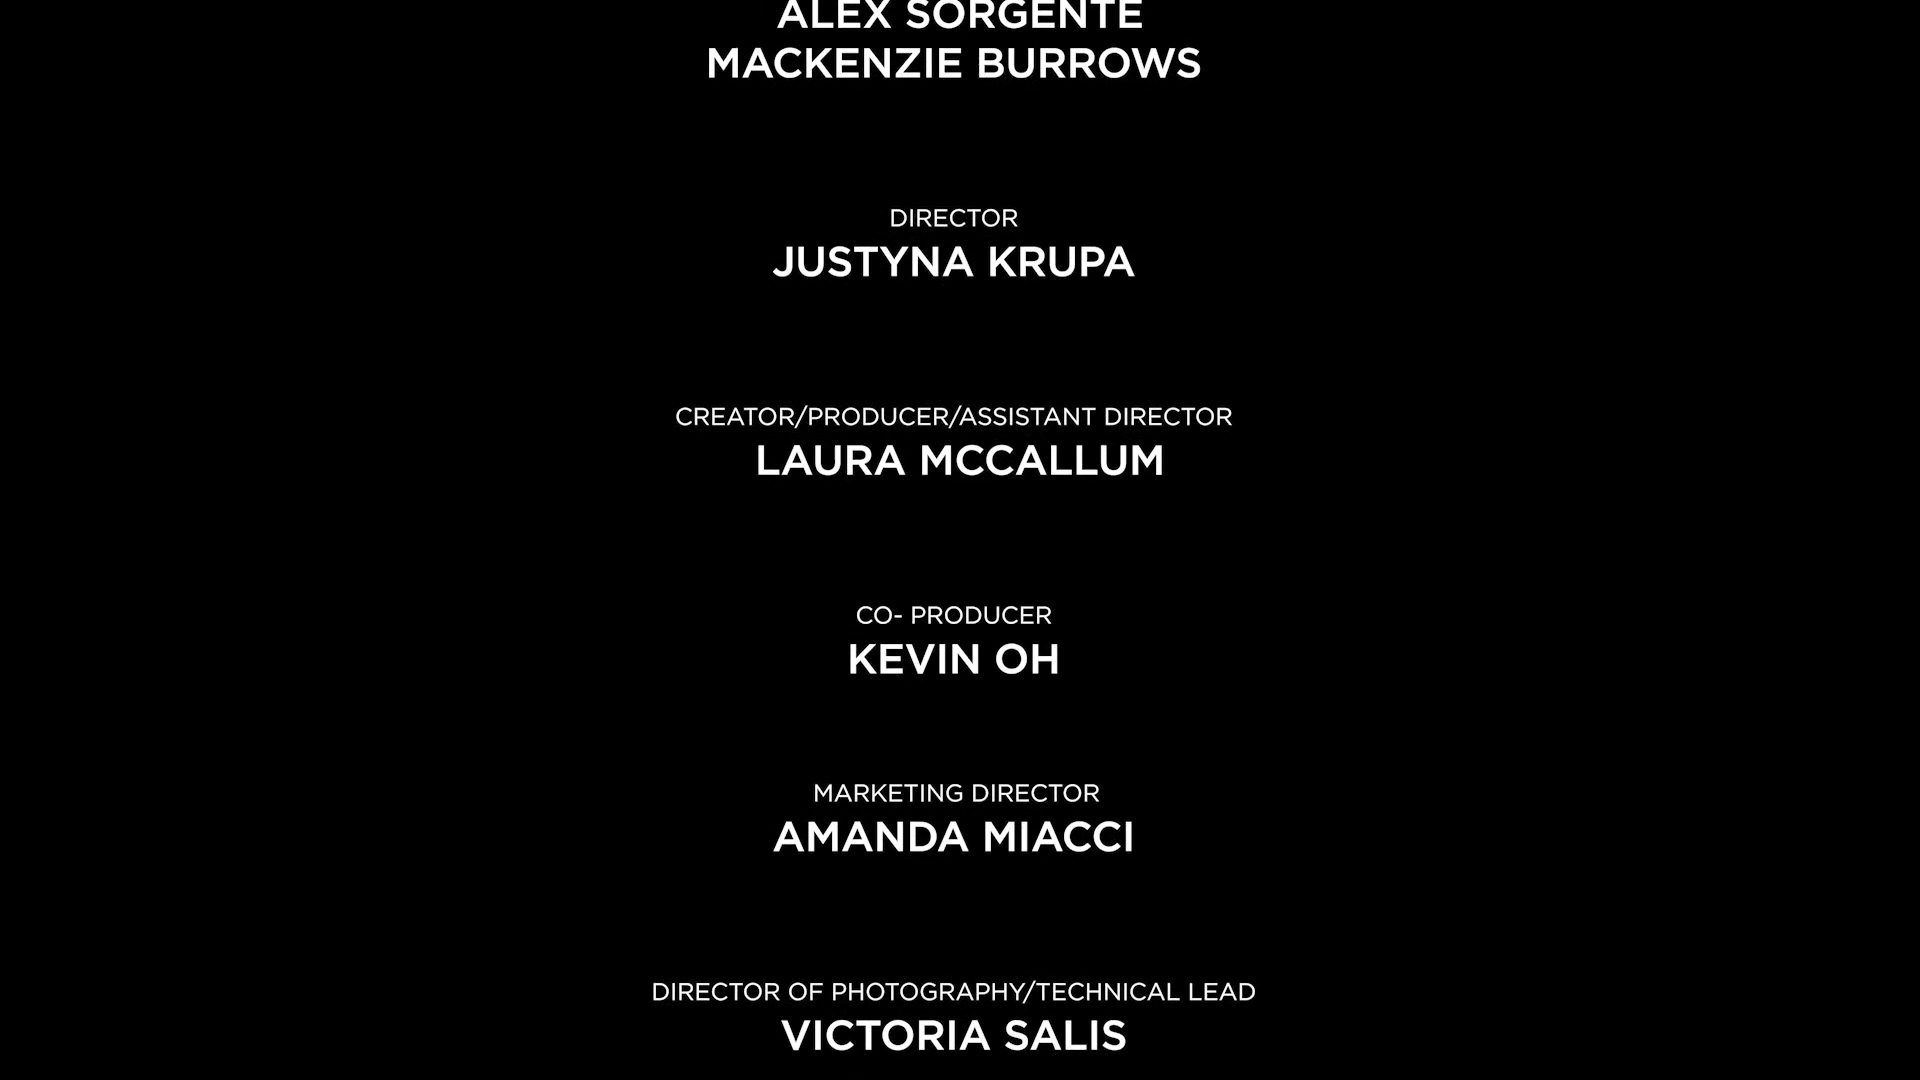 ALEX SORGENTE
MACKENZIE BURROWS
DIRECTOR
JUSTYNA KRUPA
CREATOR/PRODUCER/ASSISTANT DIRECTOR
LAURA MCCALLUM
CO- PRODUCER
KEVIN OH
MARKETING DIRECTOR
AMANDA MIACCI
DIRECTOR OF PHOTOGRAPHY/TECHNICAL LEAD
VICTORIA SALIS